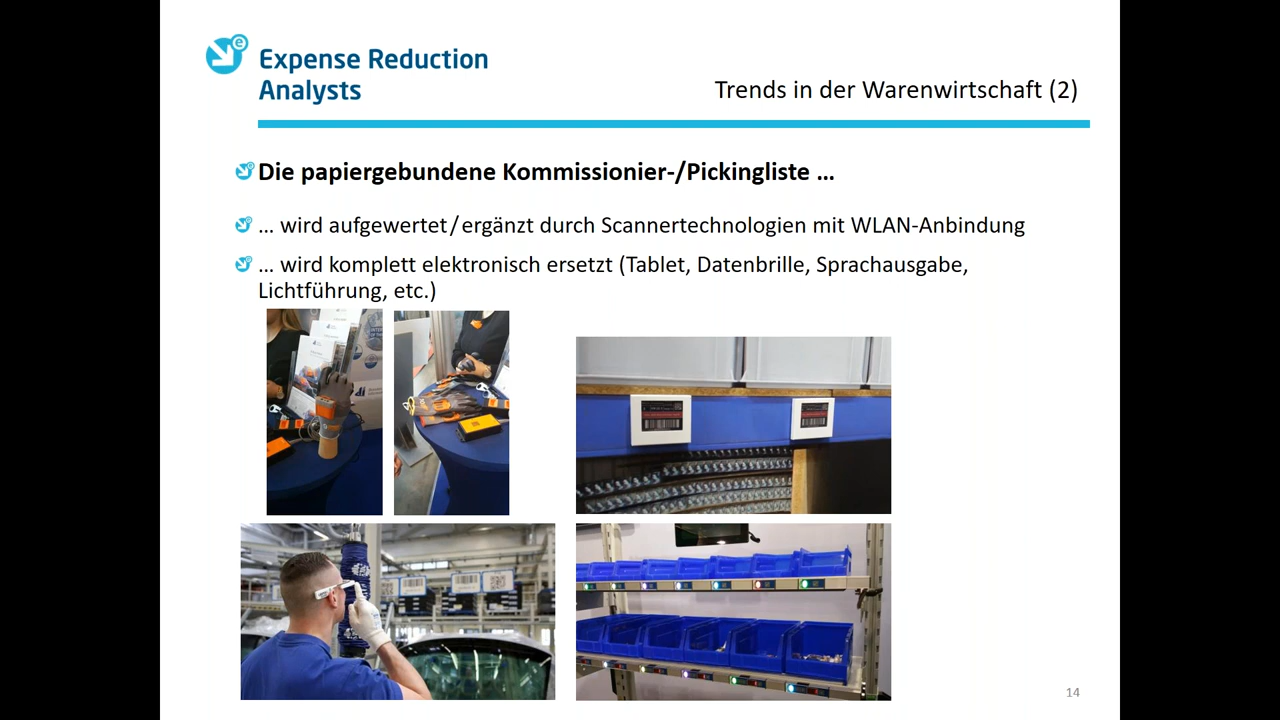 e
Expense Reduction
Analysts
Trends in der Warenwirtschaft (2)
Die papiergebundene Kommissionier-/Pickingliste …
… wird aufgewertet/ergänzt durch Scannertechnologien mit WLAN-Anbindung
… wird komplett elektronisch ersetzt (Tablet, Datenbrille, Sprachausgabe,
Lichtführung, etc.)
14